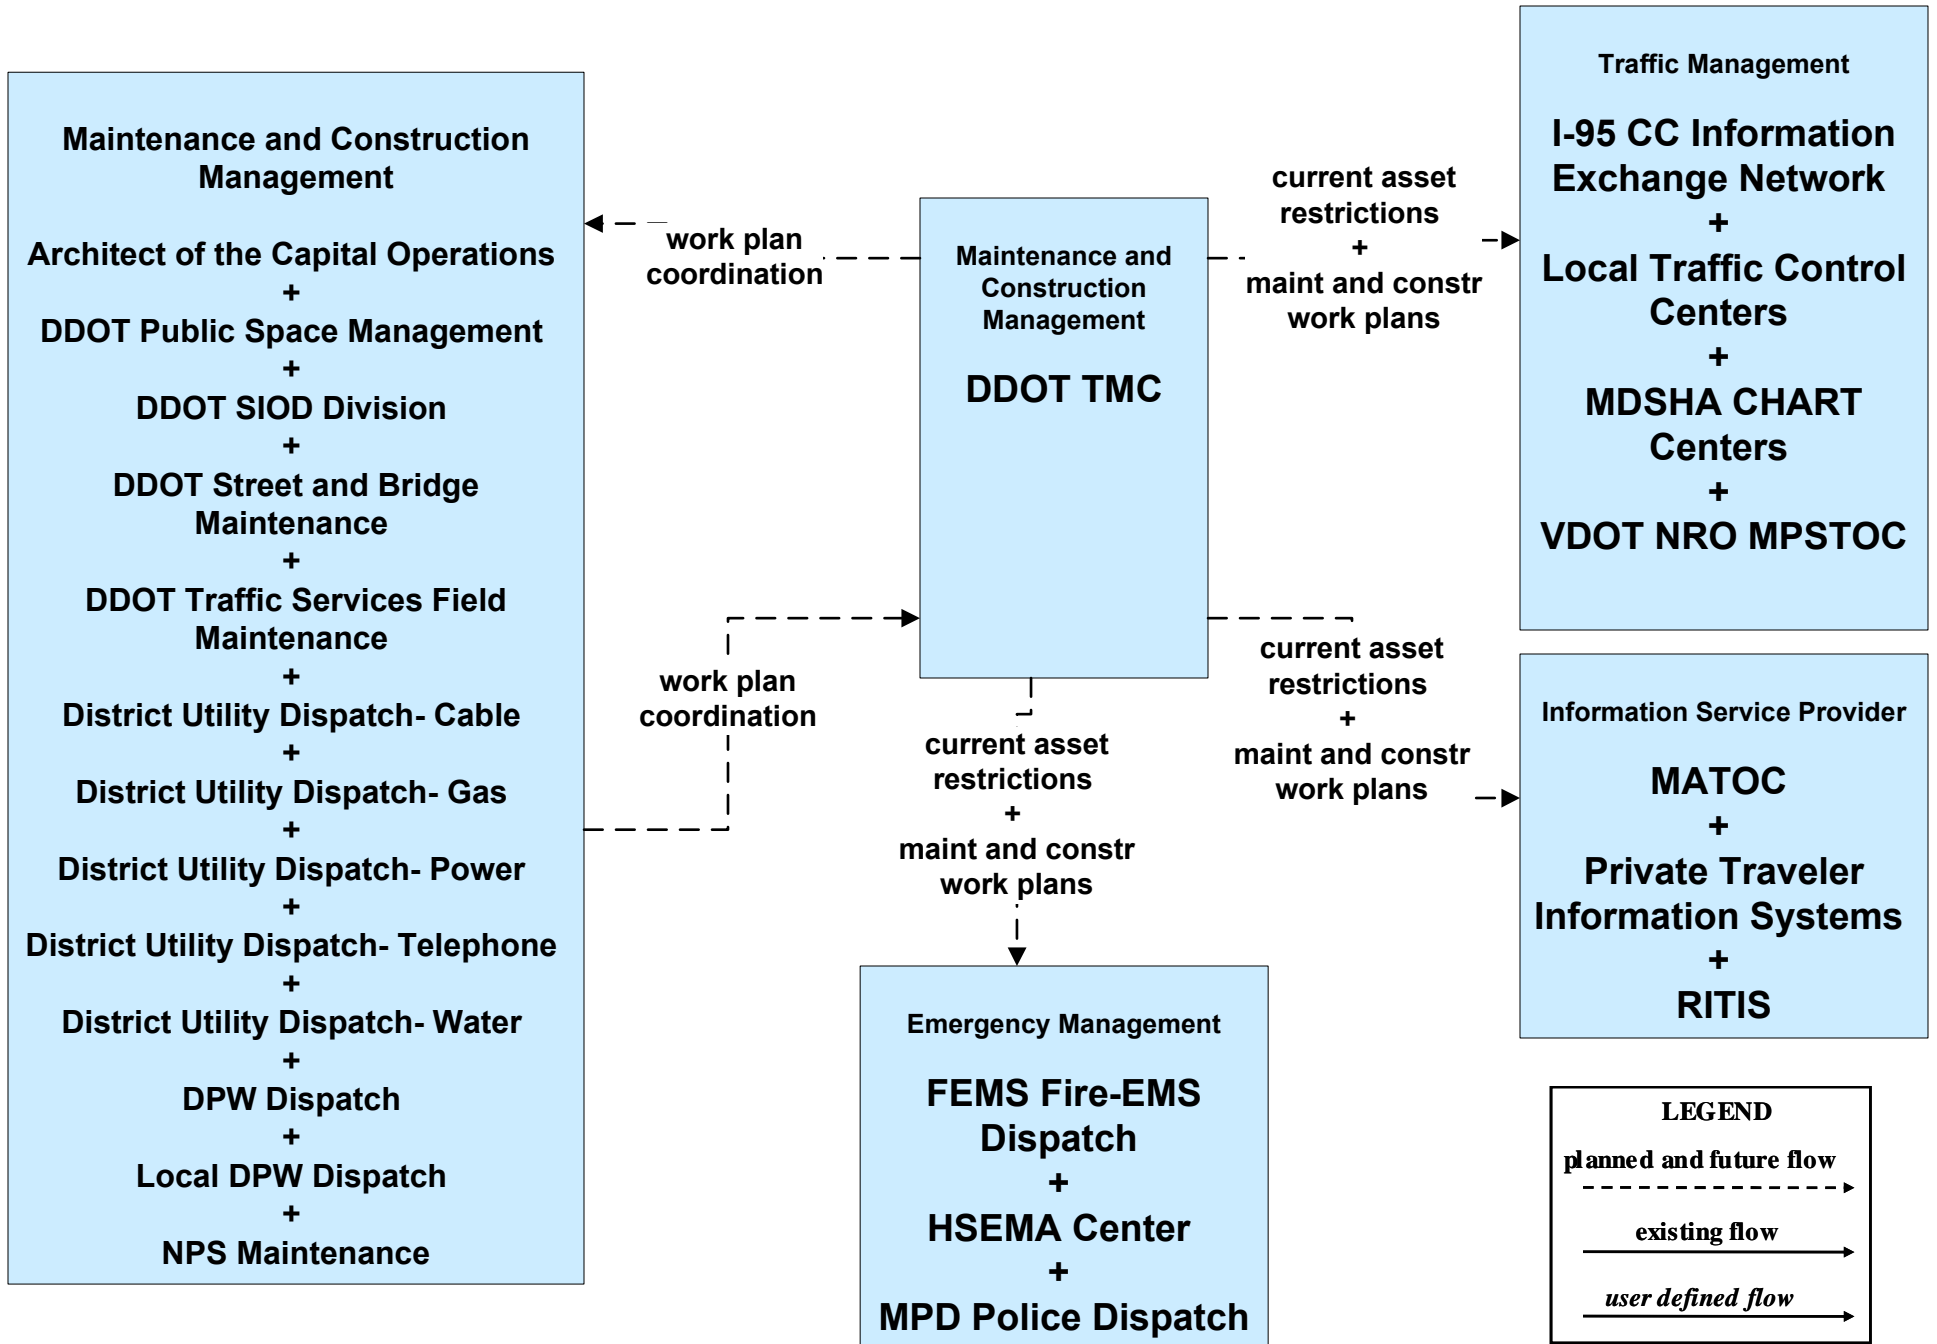 Maintenance and Construction
Management
Architect of the Capital Operations
+
DDOT Public Space Management
+
DDOT SIOD Division
+
DDOT Street and Bridge
Maintenance
+
DDOT Traffic Services Field
Maintenance
+
District Utility Dispatch- Cable
+
District Utility Dispatch- Gas
+
District Utility Dispatch- Power
+
District Utility Dispatch- Telephone
+
District Utility Dispatch- Water
+
DPW Dispatch
+
Local DPW Dispatch
+
NPS Maintenance
work plan
coordination
work plan
coordination
Maintenance and
Construction
Management
DDOT TMC
current asset
restrictions
+
maint and constr
work plans
current asset
restrictions
+
maint and constr
work plans
current asset
restrictions
+
maint and constr
work plans
Traffic Management
I-95 CC Information
Exchange Network
+
Local Traffic Control
Centers
+
MDSHA CHART
Centers
+
VDOT NRO MPSTOC
Information Service Provider
MATOC
+
Private Traveler
Information Systems
+
RITIS
Emergency Management
FEMS Fire-EMS
Dispatch
+
HSEMA Center
+
MPD Police Dispatch
LEGEND
planned and future flow
existing flow
user defined flow